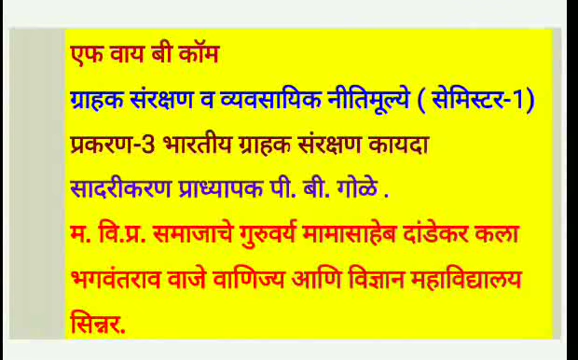 एफ वाय बी कॉम
ग्राहक संरक्षण व व्यवसायिक नीतिमूल्ये ( सेमिस्टर-1)
प्रकरण-3 भारतीय ग्राहक संरक्षण कायदा
सादरीकरण प्राध्यापक पी. बी. गोळे .
म. वि.प्र. समाजाचे गुरुवर्य मामासाहेब दांडेकर कला
भगवंतराव वाजे वाणिज्य आणि विज्ञान महाविद्यालय
सिन्नर.